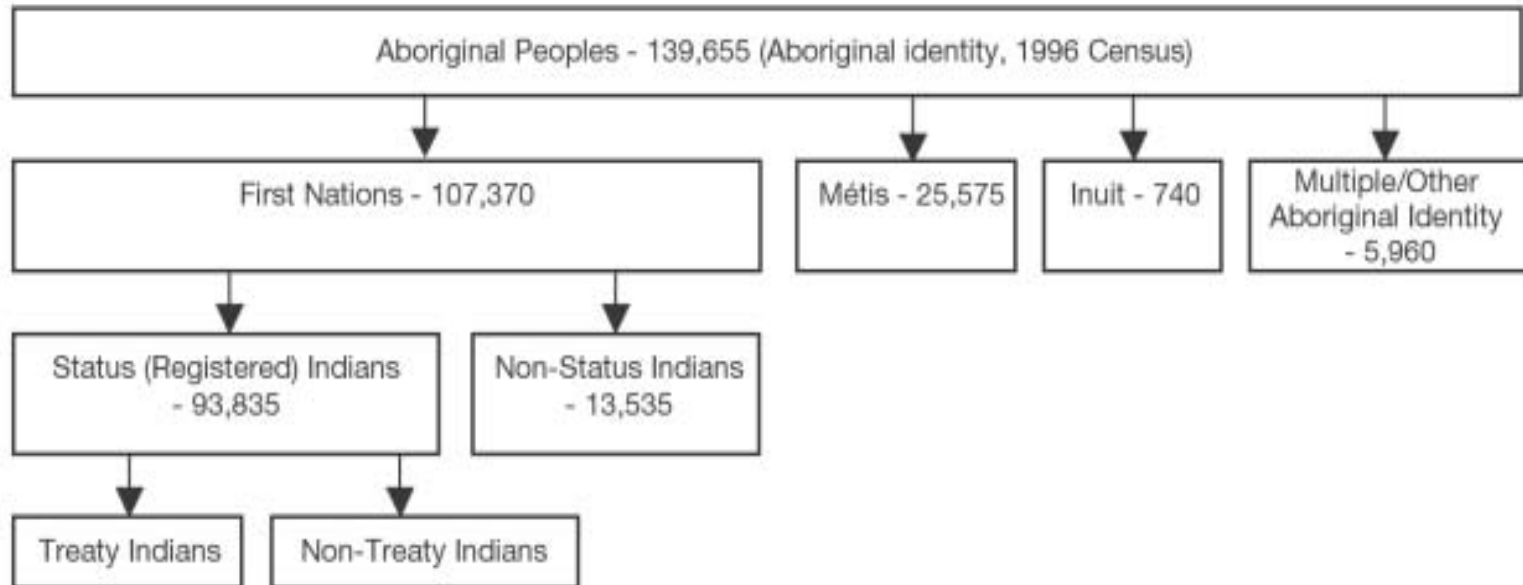 Aboriginal Peoples - 139,655 (Aboriginal identity, 1996 Census)
First Nations - 107,370
Métis - 25,575
Inuit - 740
Multiple/Other
Aboriginal Identity
- 5,960
Status (Registered) Indians
- 93,835
Non-Status Indians
- 13,535
Treaty Indians
Non-Treaty Indians